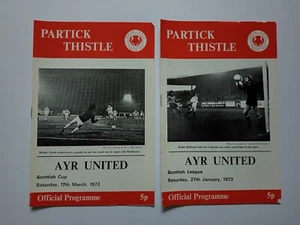 PARTICK
THISTLE
AYR UNITED
Scottish Cup
Saturday, 17th March, 1973
Official Programme 5p
PARTICK
THISTLE
AYR UNITED
Scottish League
Saturday, 27th January, 1973
Official Programme 5p